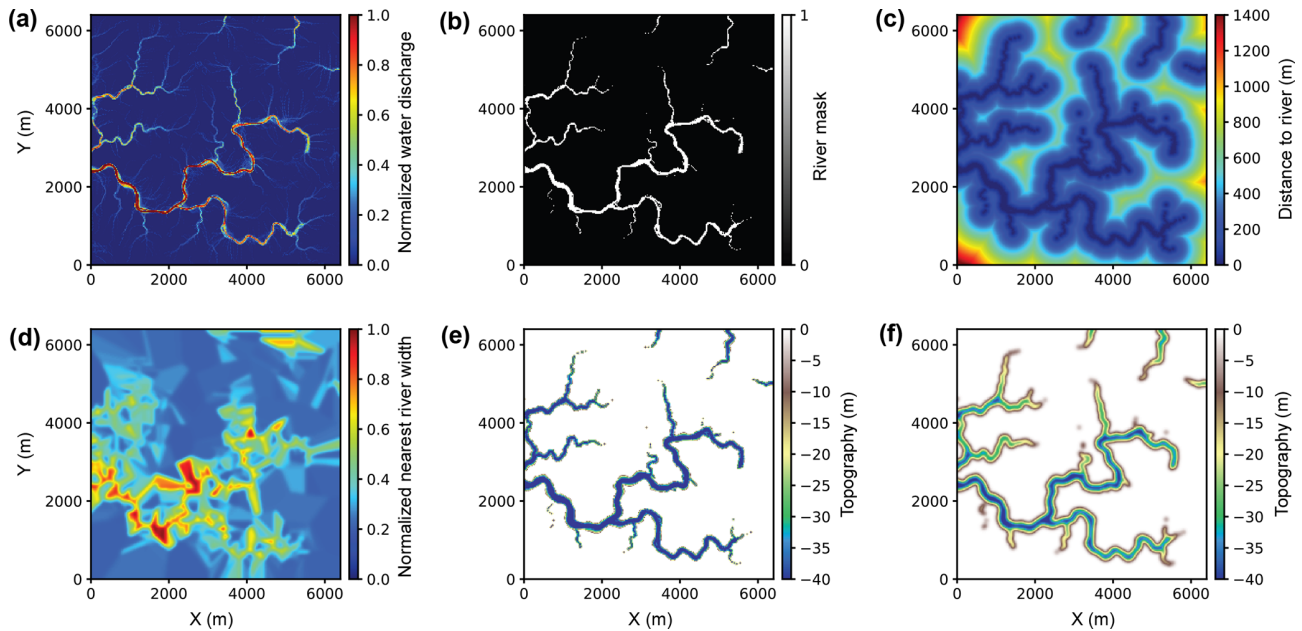 (a)
6400
4000
2000
0
Y (m)
0 2000 4000 6000
1.0
0.8
0.6
0.4
0.2
0.0
Normalized water discharge
(b)
6000
4000
2000
0
0 2000 4000 6000
1
0
River mask
(c)
6000
4000
2000
0
0 2000 4000 6000
1400
1200
1000
800
600
400
200
0
Distance to river (m)
(d)
6000
4000
2000
0
Y (m)
0 2000 4000 6000
X (m)
1.0
0.8
0.6
0.4
0.2
0.0
Normalized nearest river width
(e)
6000
4000
2000
0
0 2000 4000 6000
X (m)
0
−5
−10
−15
−20
−25
−30
−35
−40
Topography (m)
(f)
6000
4000
2000
0
0 2000 4000 6000
X (m)
0
−5
−10
−15
−20
−25
−30
−35
−40
Topography (m)